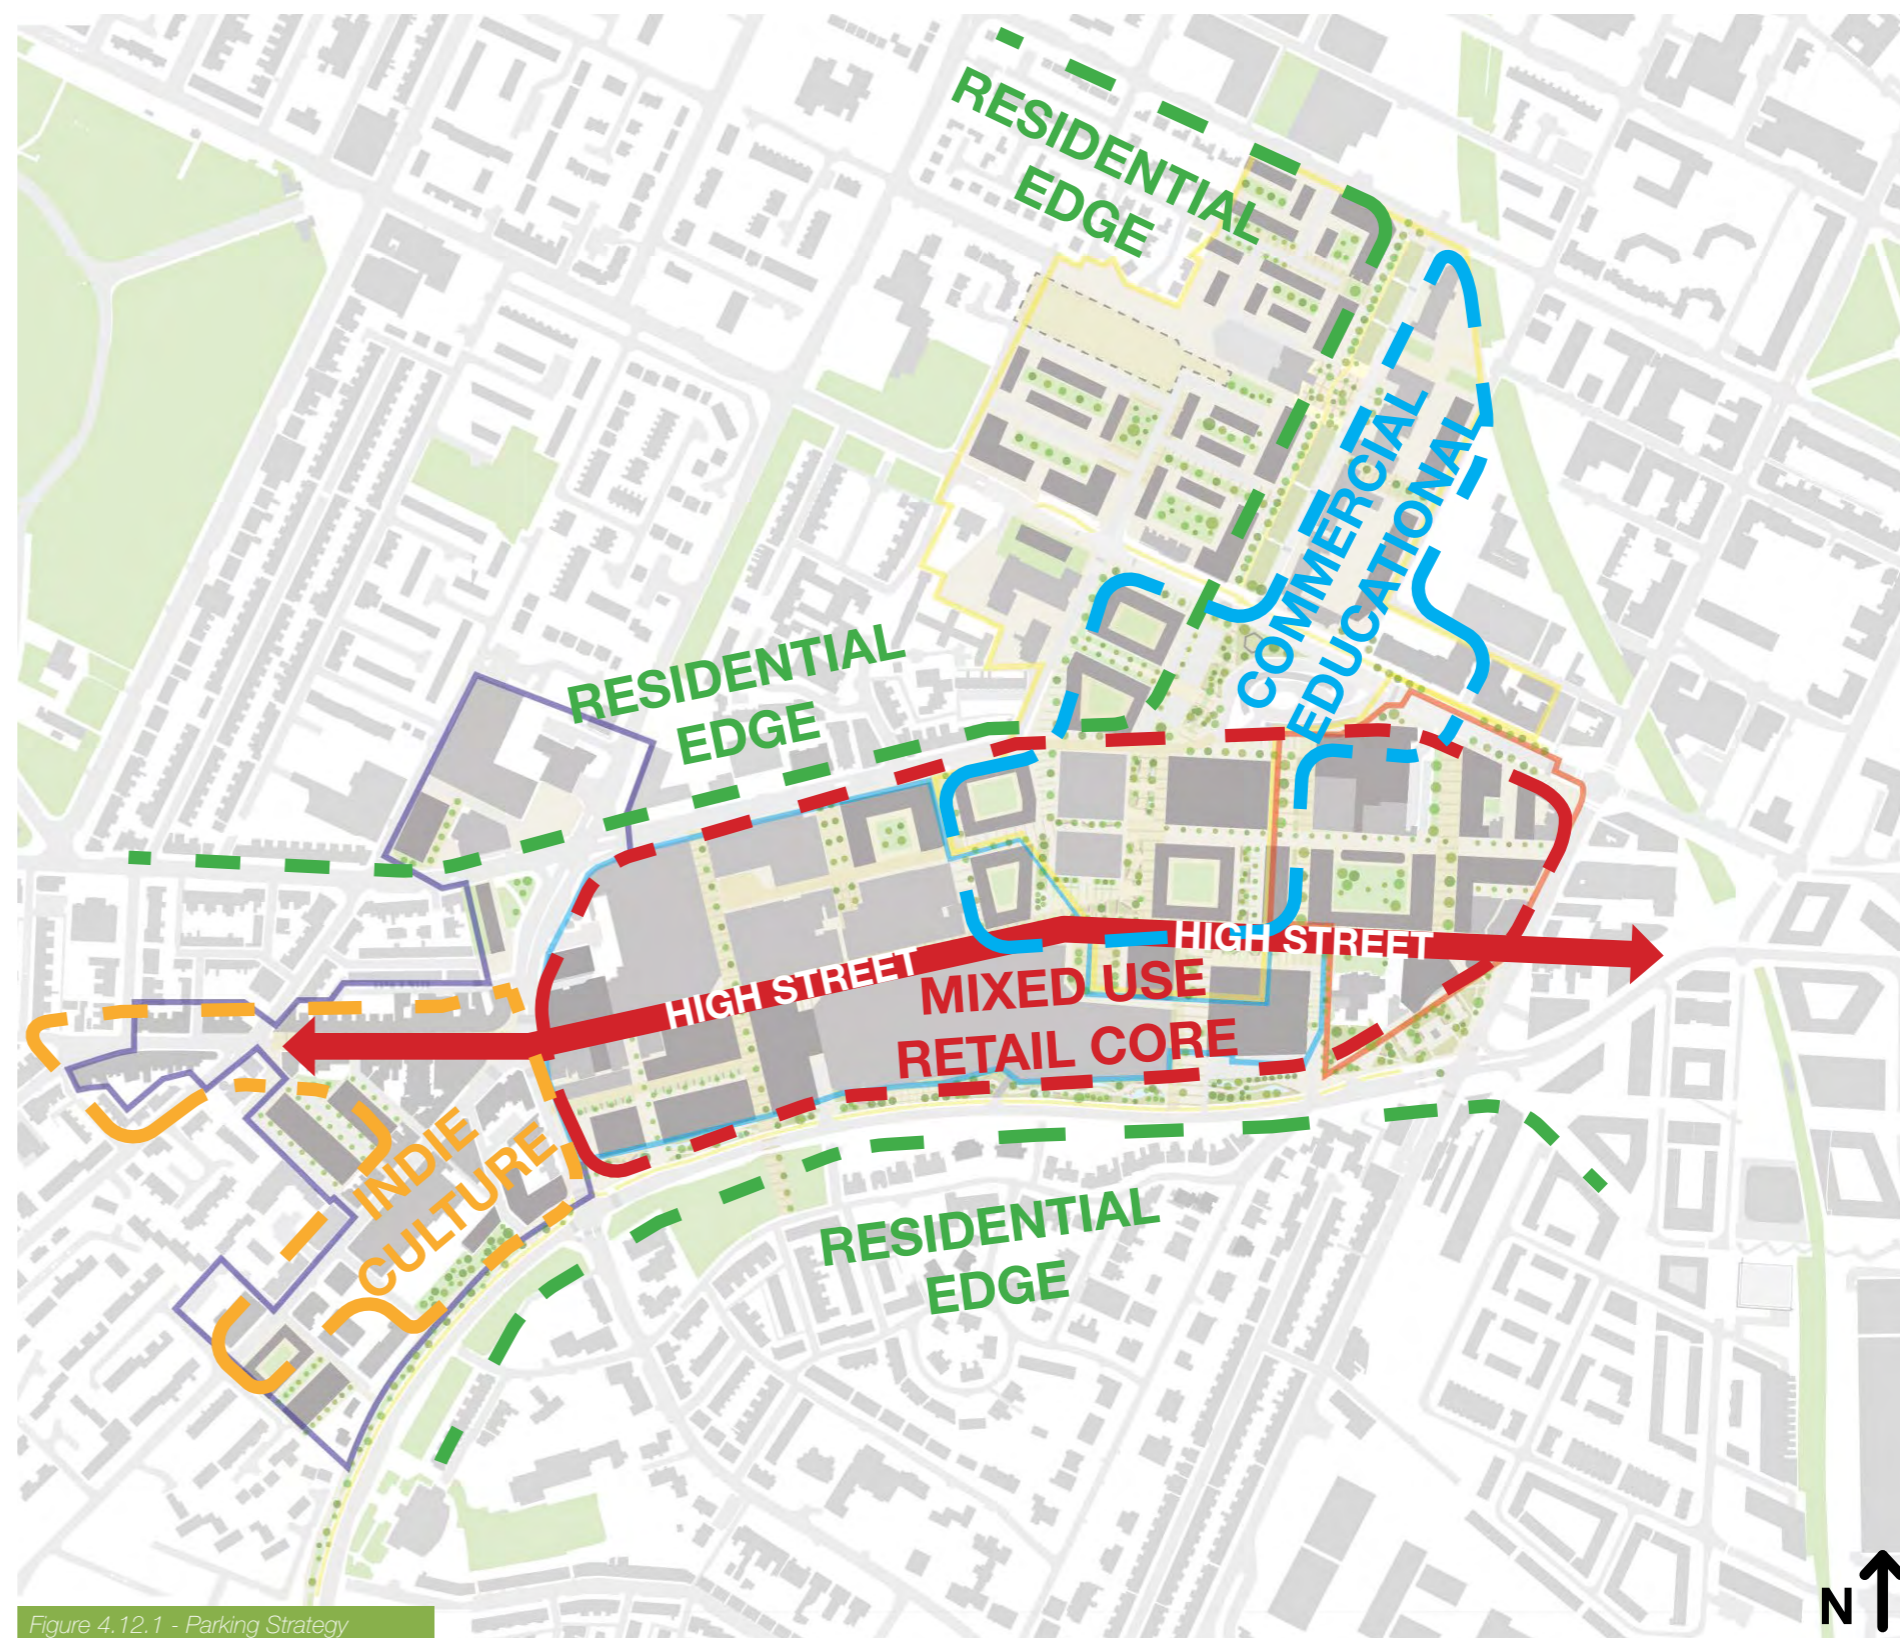 RESIDENTIAL
EDGE
COMMERCIAL
EDUCATIONAL
RESIDENTIAL
EDGE
HIGH STREET
HIGH STREET
MIXED USE
RETAIL CORE
INDIE
CULTURE
RESIDENTIAL
EDGE
N
Figure 4.12.1 - Parking Strategy